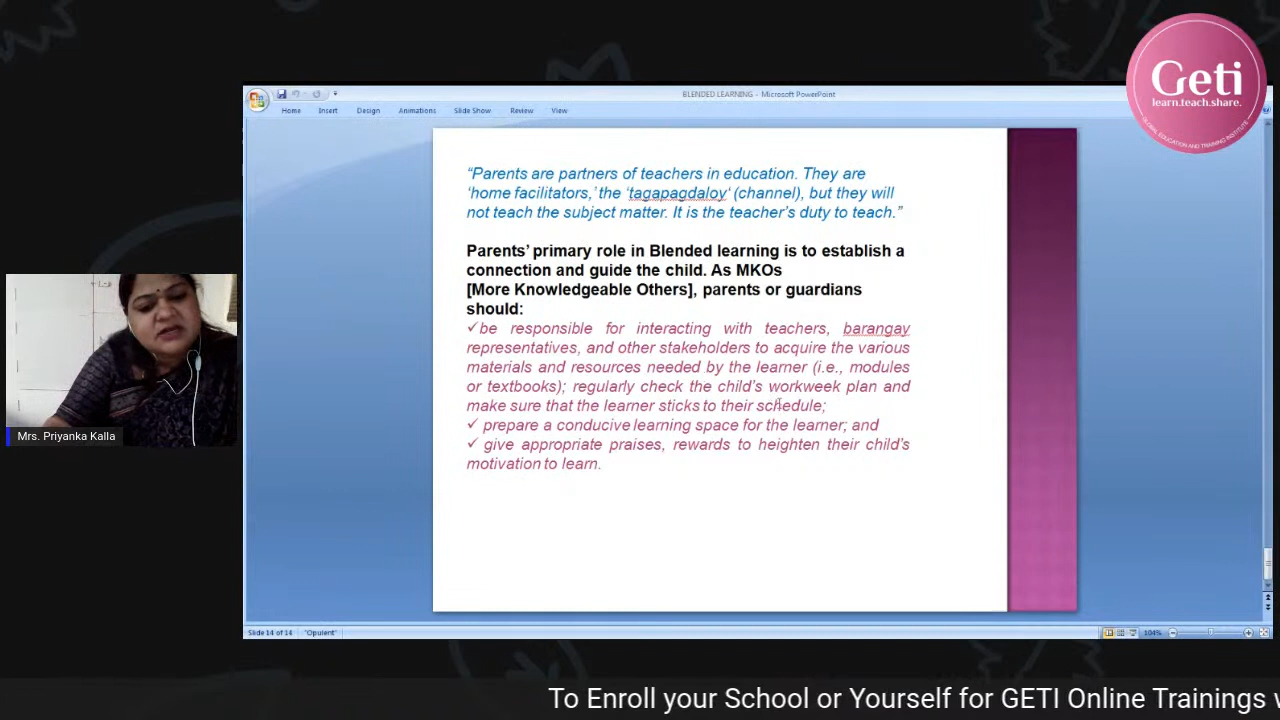 Geti
learn.teach.share.
GLOBAL EDUCATION AND TRAINING INSTITUTE
BLENDED LEARNING - Microsoft PowerPoint
Home Insert Design Animations Slide Show Review View
“Parents are partners of teachers in education. They are
‘home facilitators,’ the ‘tagapagdaloy‘ (channel), but they will
not teach the subject matter. It is the teacher’s duty to teach.”
Parents’ primary role in Blended learning is to establish a
connection and guide the child. As MKOs
[More Knowledgeable Others], parents or guardians
should:
✓be responsible for interacting with teachers, barangay
representatives, and other stakeholders to acquire the various
materials and resources needed by the learner (i.e., modules
or textbooks); regularly check the child’s workweek plan and
make sure that the learner sticks to their schedule;
✓ prepare a conducive learning space for the learner; and
✓ give appropriate praises, rewards to heighten their child’s
motivation to learn.
Mrs. Priyanka Kalla
Slide 14 of 14 "Opulent" 104%
To Enroll your School or Yourself for GETI Online Trainings